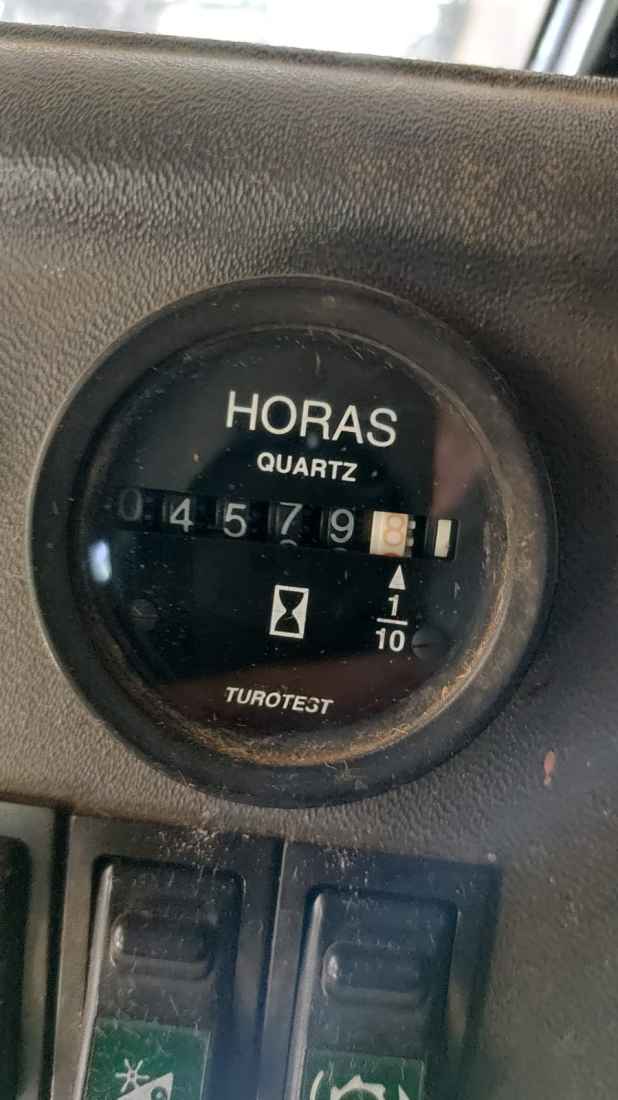 HORAS
QUARTZ
045798
1
10
TUROTEST